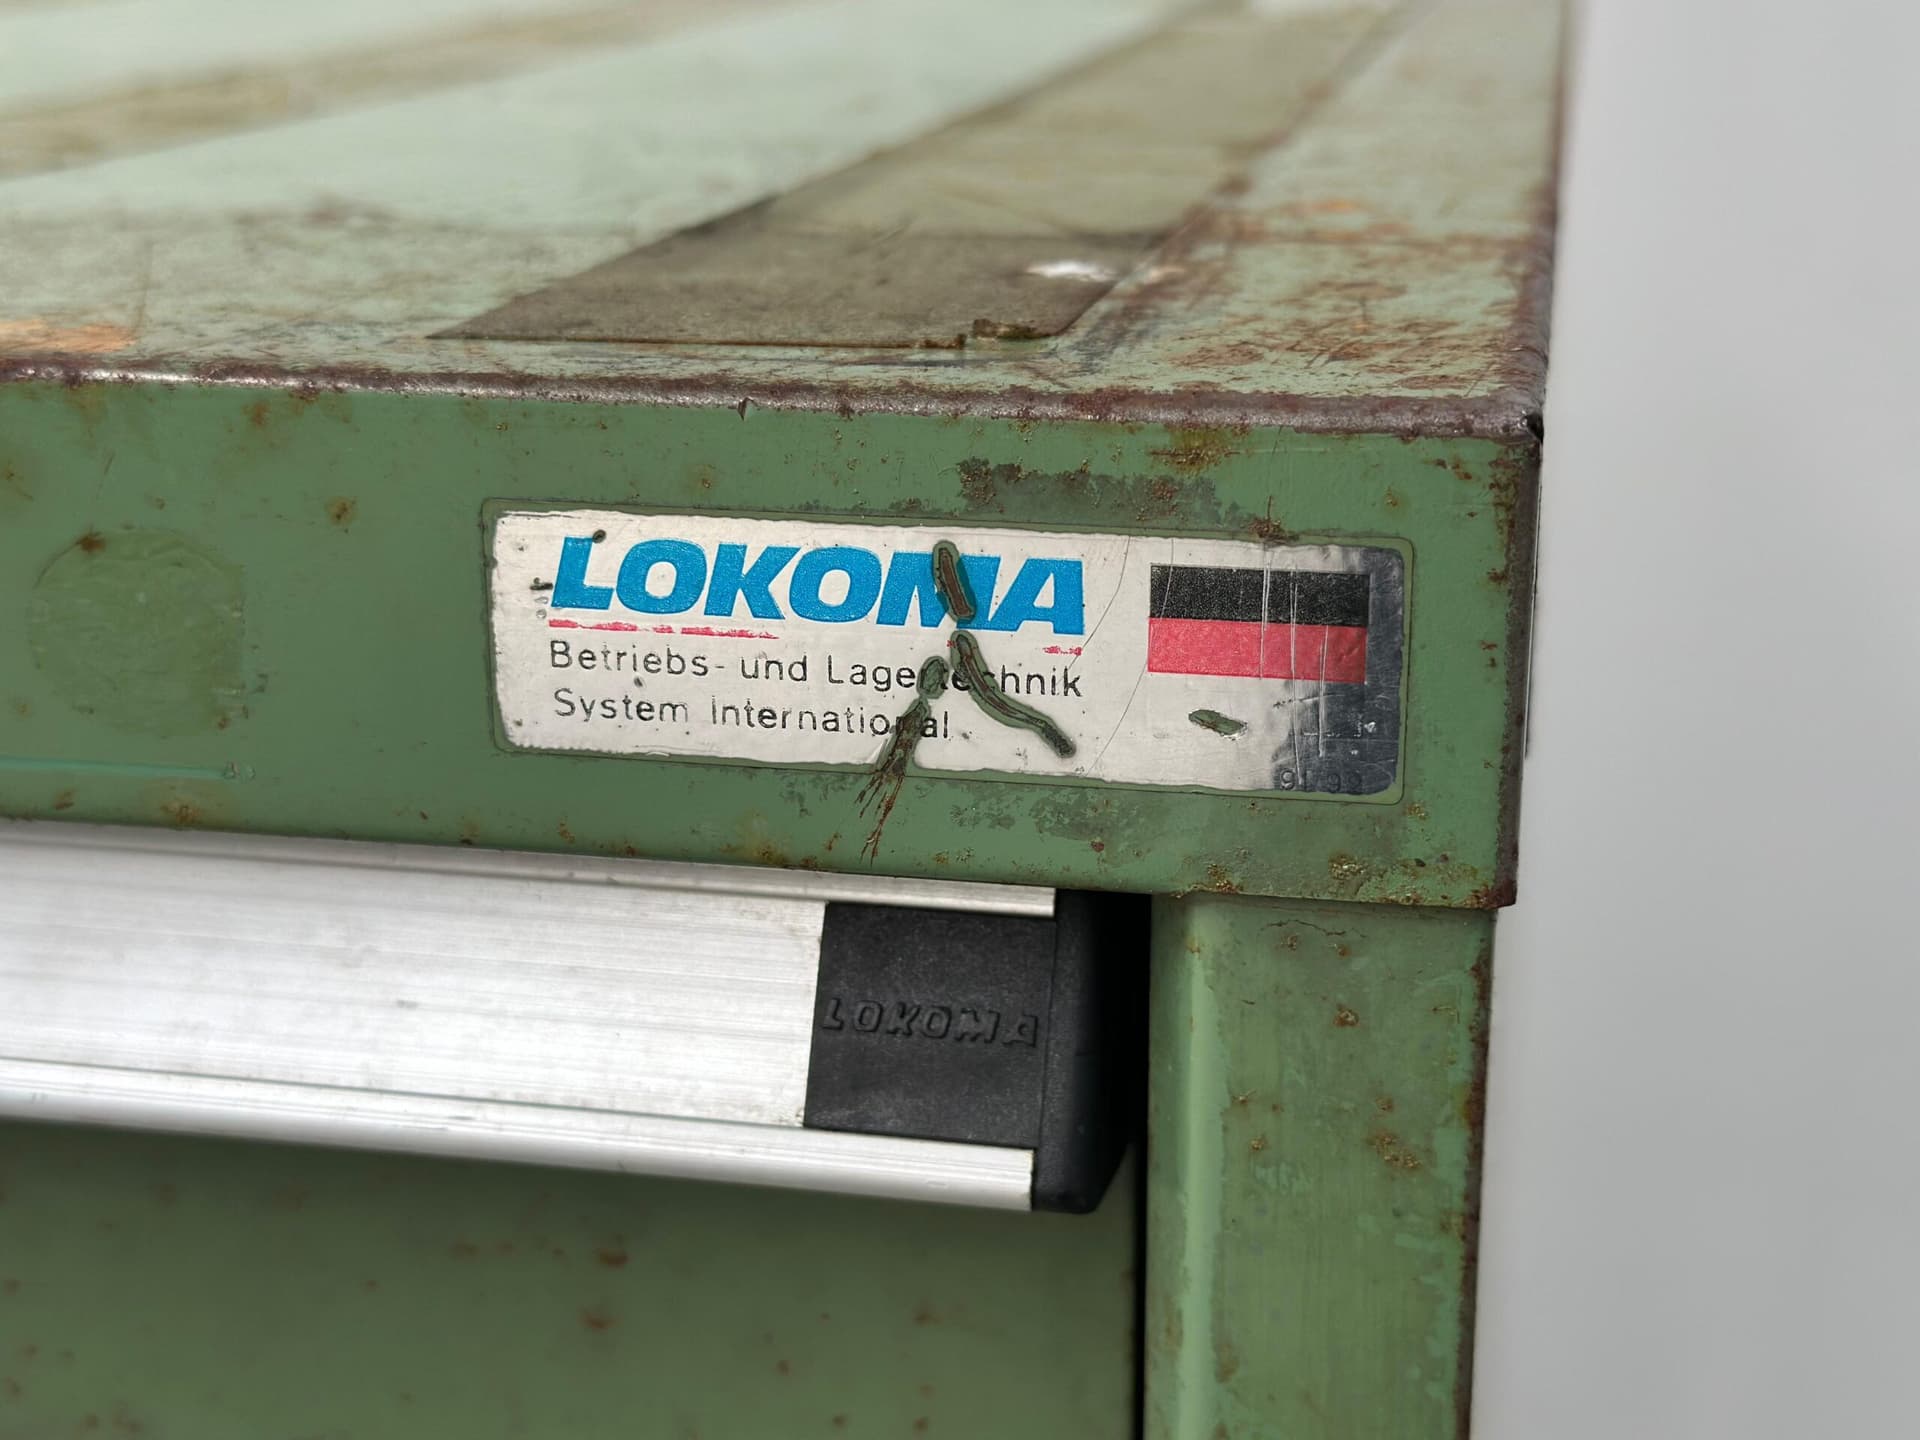 LOKOMA
Betriebs- und Lagertechnik
System International
LOKOMA